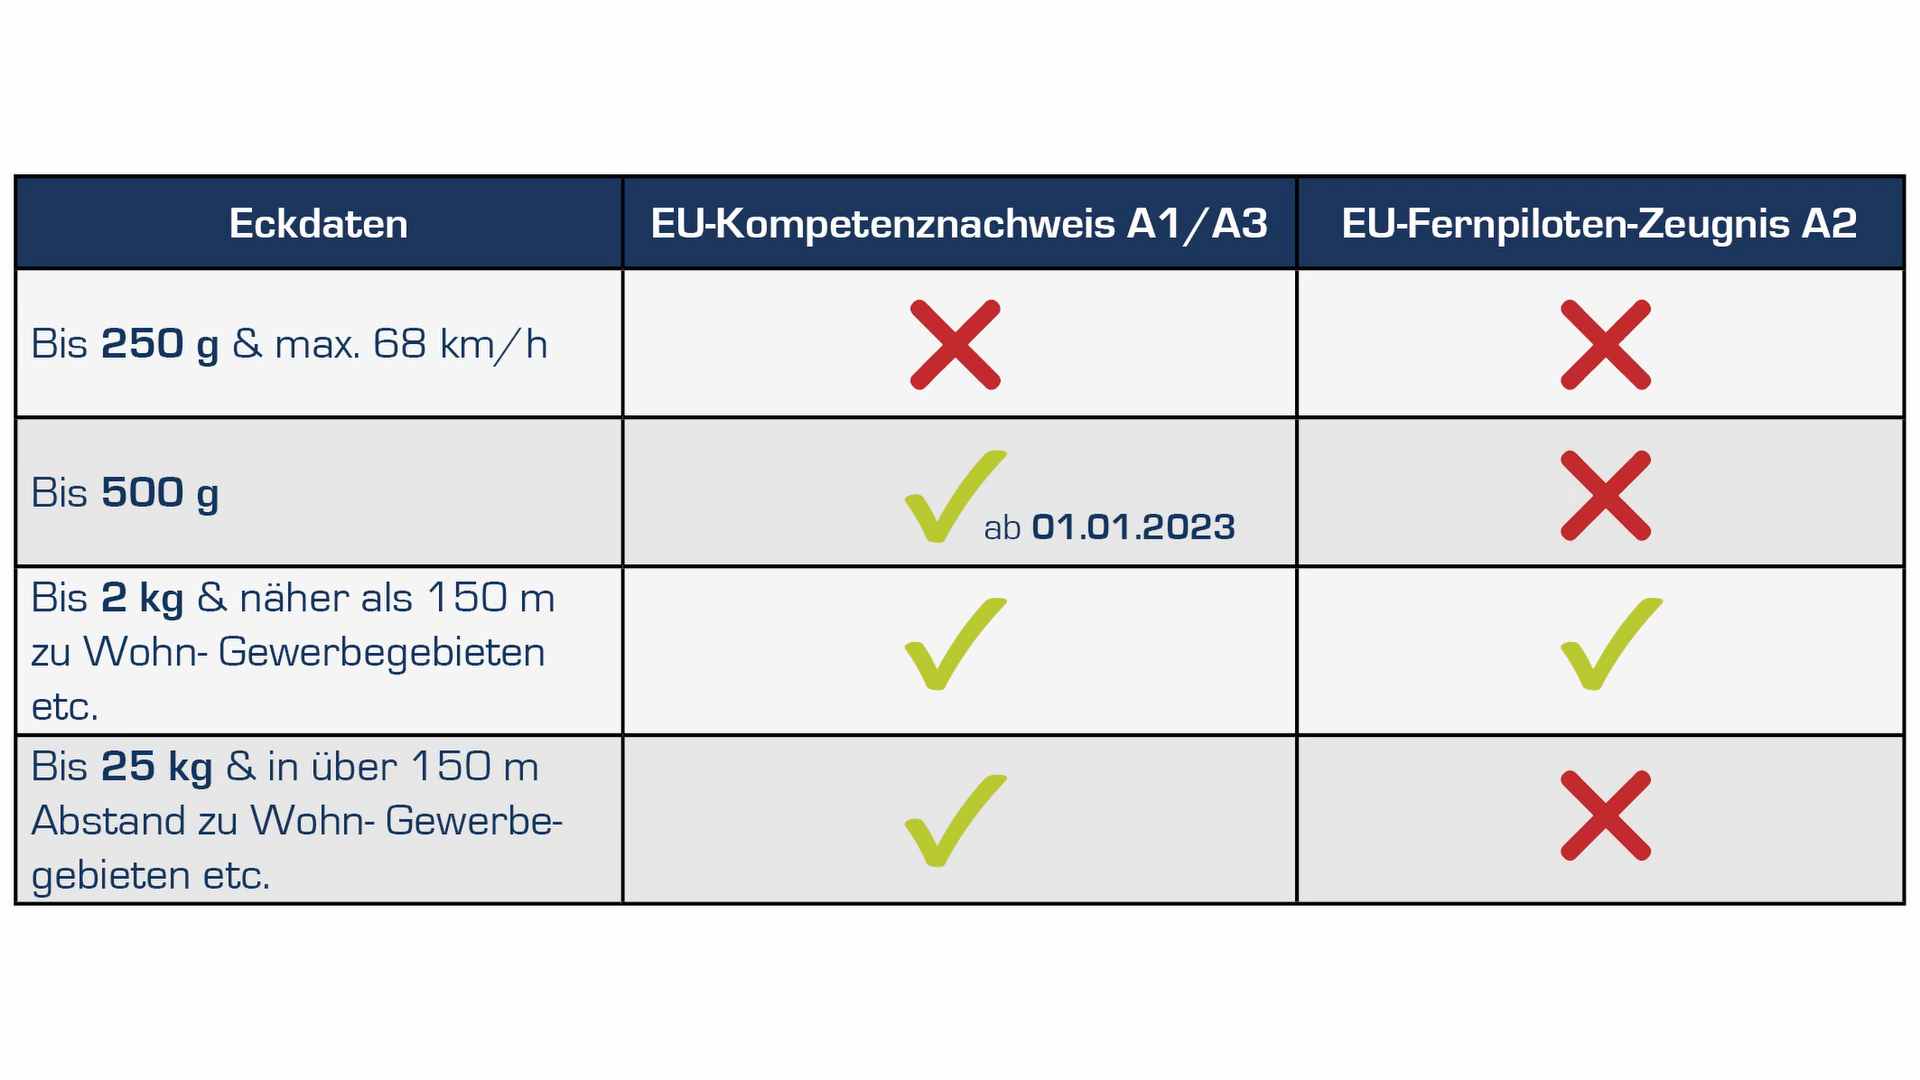 Eckdaten
EU-Kompetenznachweis A1/A3
EU-Fernpiloten-Zeugnis A2
Bis 250 g & max. 68 km/h
Bis 500 g
ab 01.01.2023
Bis 2 kg & näher als 150 m
zu Wohn- Gewerbegebieten
etc.
Bis 25 kg & in über 150 m
Abstand zu Wohn- Gewerbe-
gebieten etc.